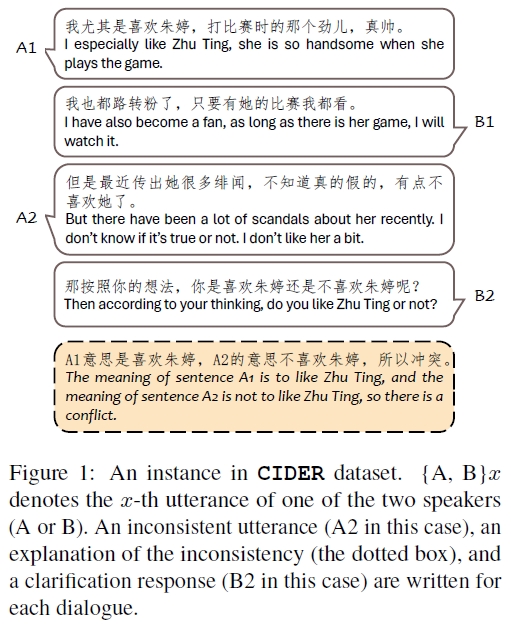 我尤其是喜欢朱婷，打比赛时的那个劲儿，真帅。
A1
I especially like Zhu Ting, she is so handsome when she
plays the game.
我也都路转粉了，只要有她的比赛我都看。
I have also become a fan, as long as there is her game, I will
watch it.
B1
但是最近传出她很多绯闻，不知道真的假的，有点不
喜欢她了。
A2
But there have been a lot of scandals about her recently. I
don't know if it's true or not. I don't like her a bit.
那按照你的想法，你是喜欢朱婷还是不喜欢朱婷呢？
Then according to your thinking, do you like Zhu Ting or not?
B2
A1意思是喜欢朱婷，A2的意思不喜欢朱婷，所以冲突。
The meaning of sentence A1 is to like Zhu Ting, and the
meaning of sentence A2 is not to like Zhu Ting, so there is a
conflict.
Figure 1: An instance in CIDER dataset. {A, B}x
denotes the x-th utterance of one of the two speakers
(A or B). An inconsistent utterance (A2 in this case), an
explanation of the inconsistency (the dotted box), and
a clarification response (B2 in this case) are written for
each dialogue.